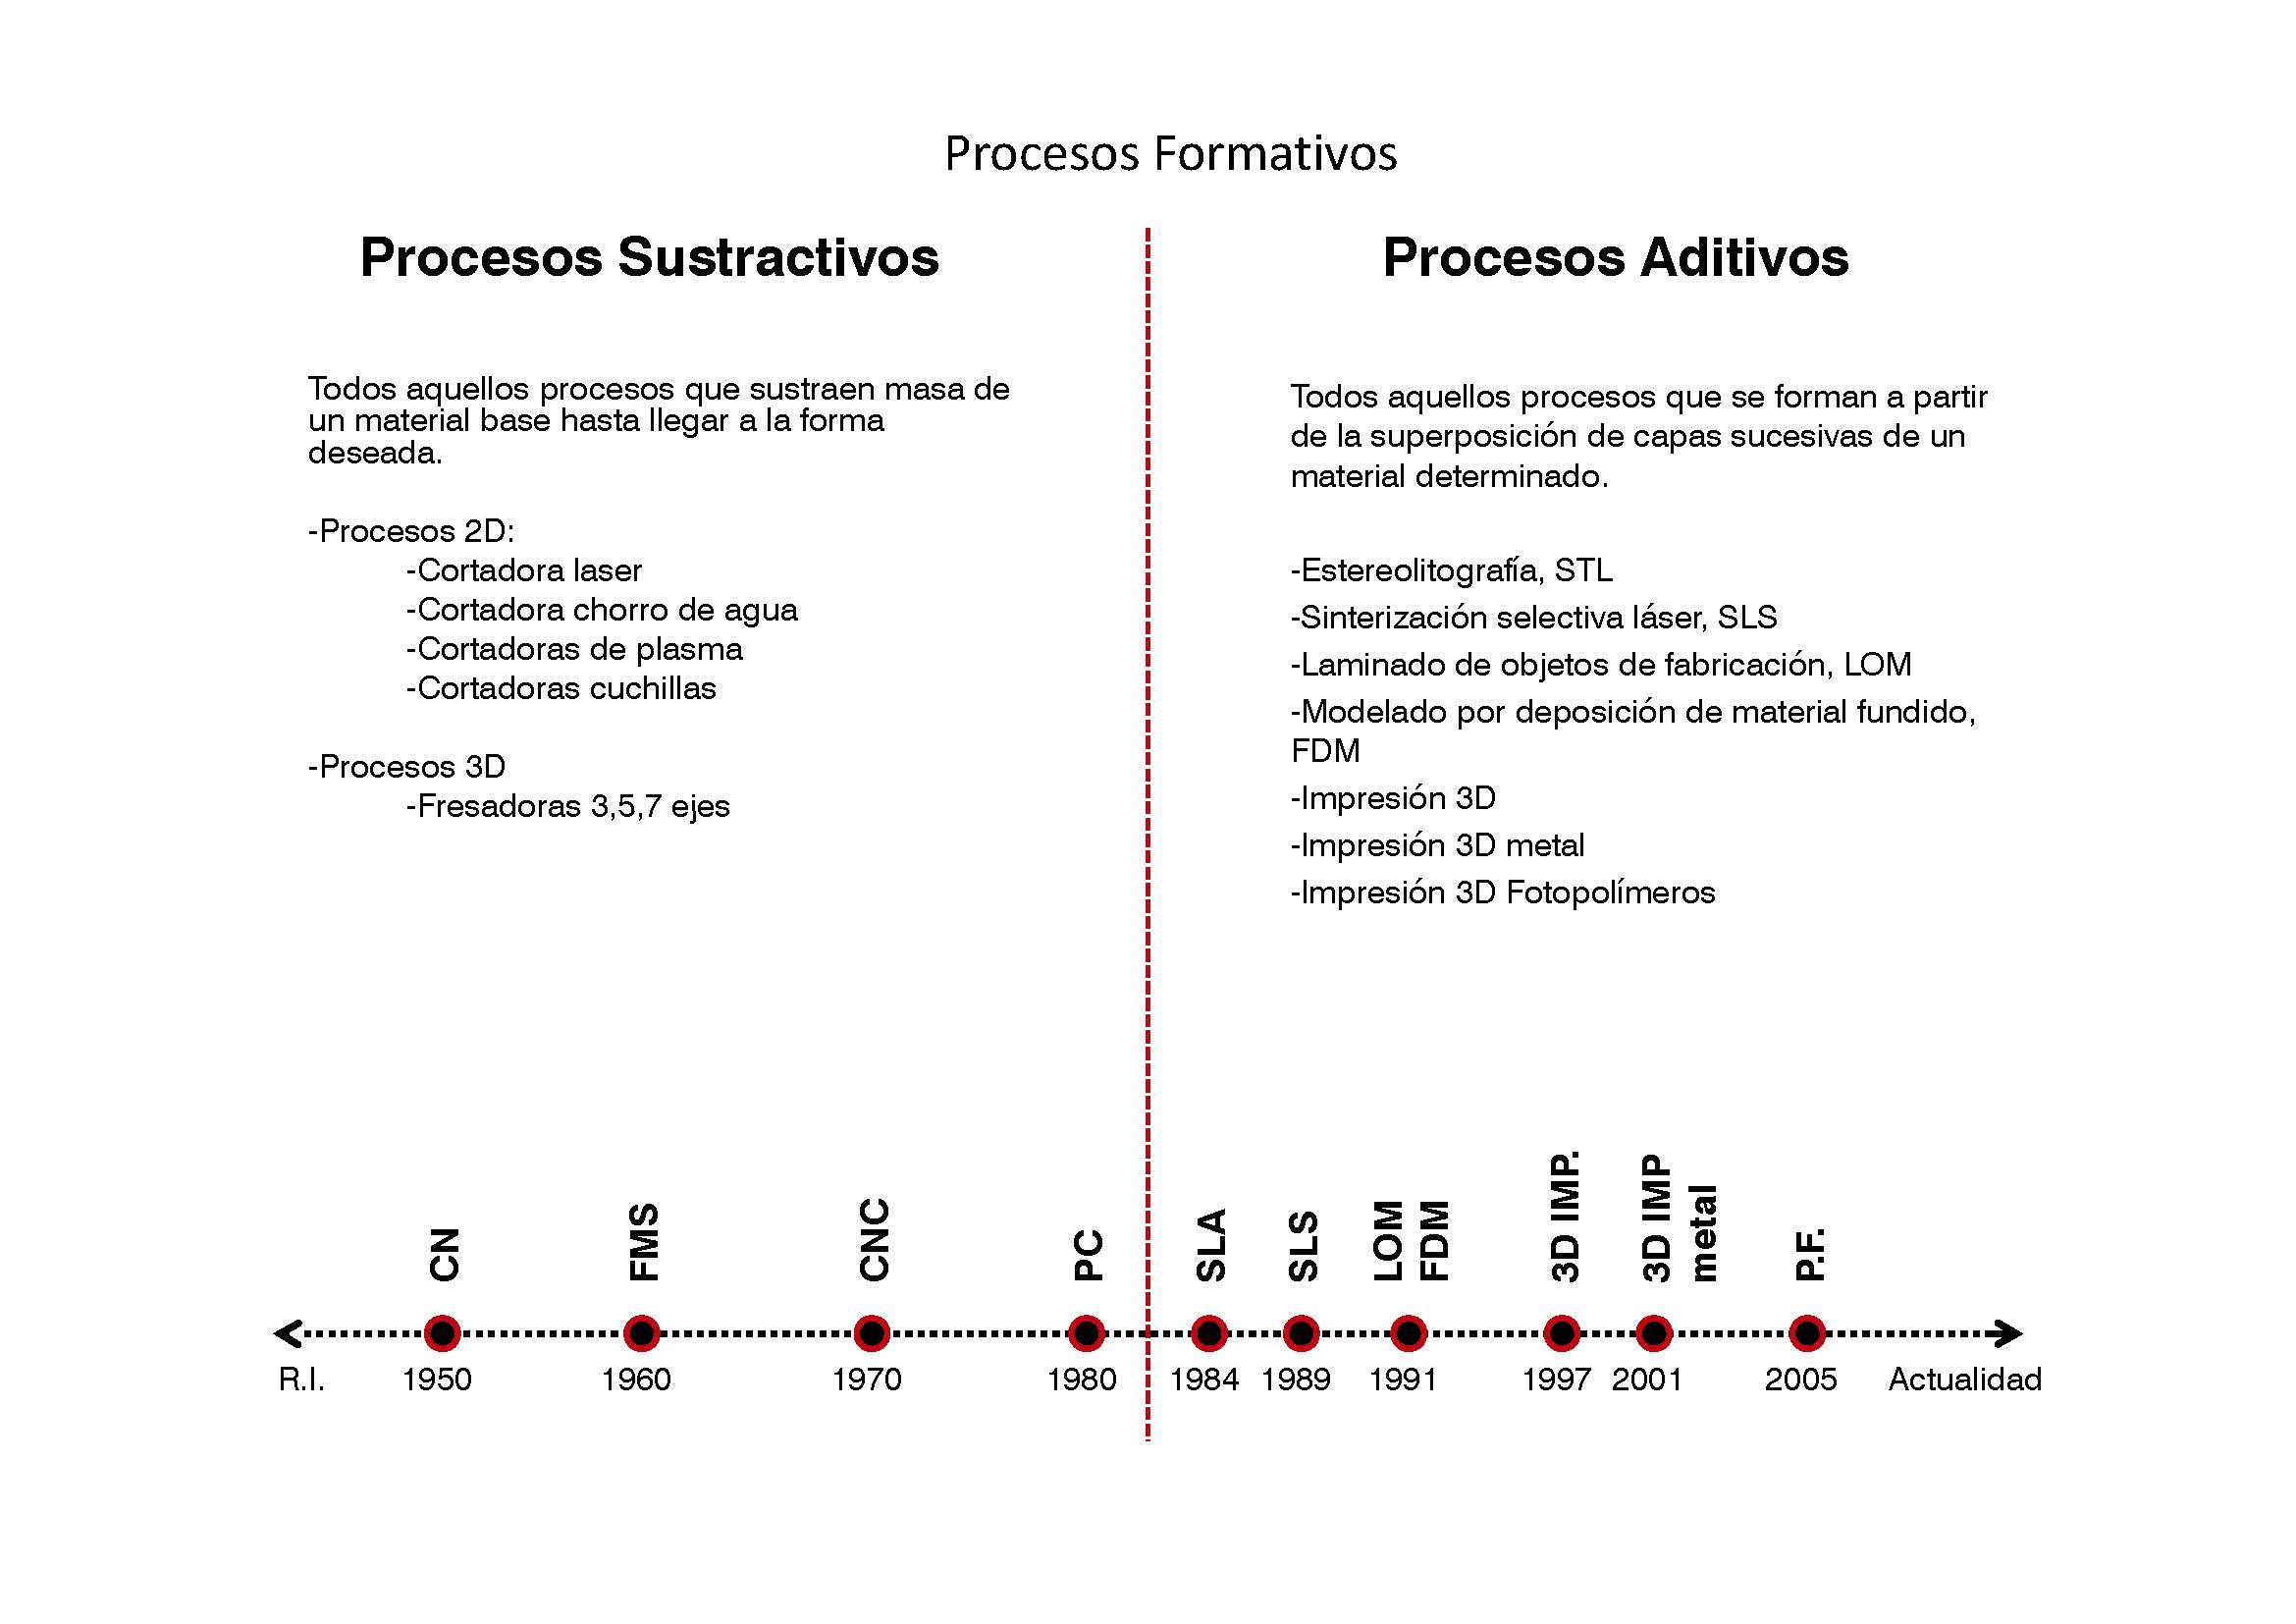 Procesos Formativos
Procesos Sustractivos
Todos aquellos procesos que sustraen masa de
un material base hasta llegar a la forma
deseada.
-Procesos 2D:
-Cortadora laser
-Cortadora chorro de agua
-Cortadoras de plasma
-Cortadoras cuchillas
-Procesos 3D
-Fresadoras 3,5,7 ejes
Procesos Aditivos
Todos aquellos procesos que se forman a partir
de la superposición de capas sucesivas de un
material determinado.
-Estereolitografía, STL
-Sinterización selectiva láser, SLS
-Laminado de objetos de fabricación, LOM
-Modelado por deposición de material fundido,
FDM
-Impresión 3D
-Impresión 3D metal
-Impresión 3D Fotopolímeros
CN
FMS
CNC
PC
SLA
SLS
LOM
FDM
3D IMP.
3D IMP
metal
P.F.
R.I.
1950
1960
1970
1980
1984
1989
1991
1997
2001
2005
Actualidad